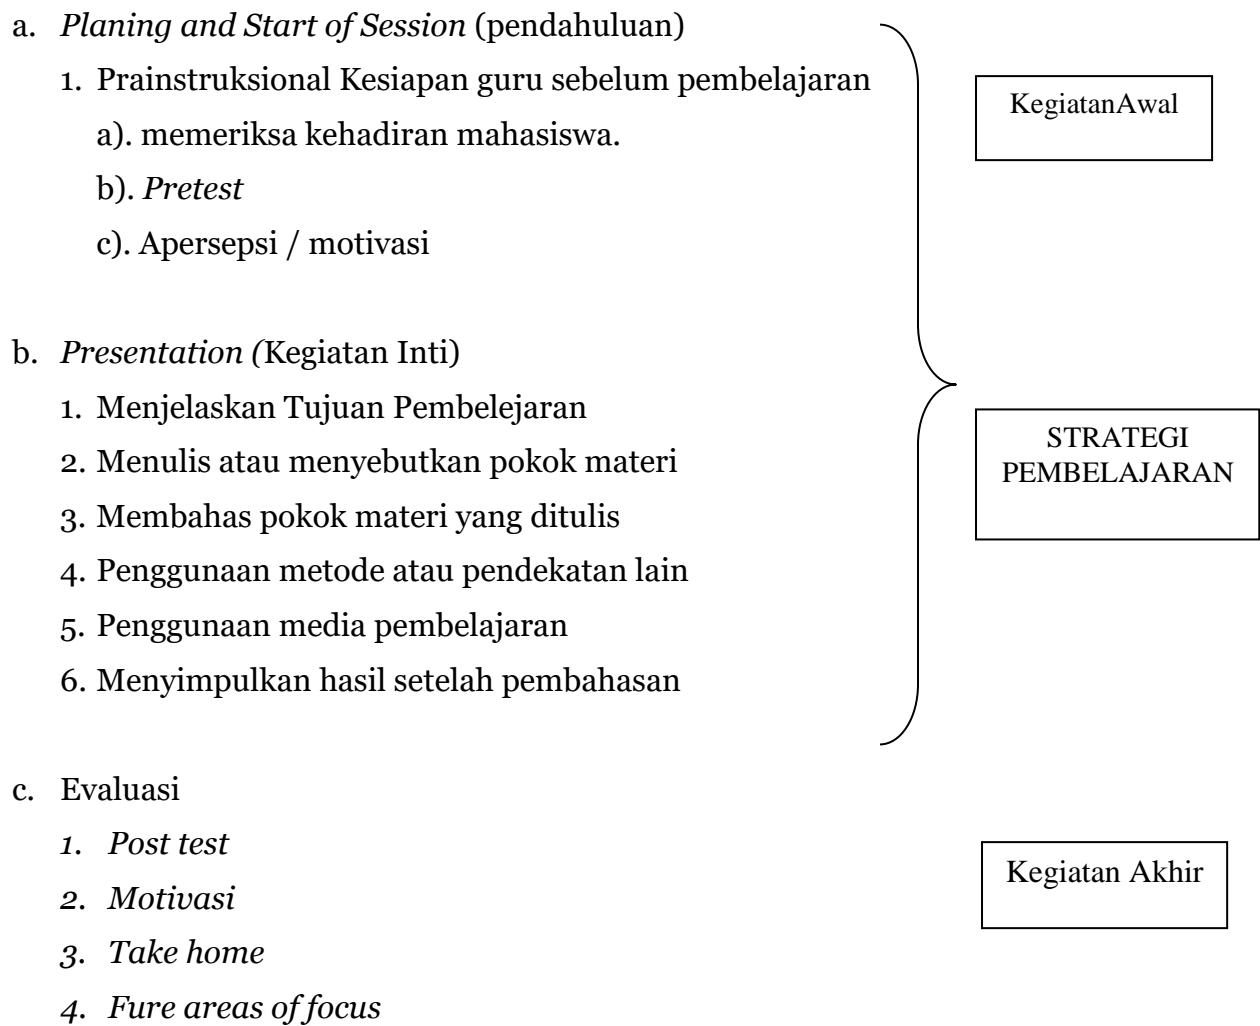 a. Planing and Start of Session (pendahuluan)
1. Prainstruksional Kesiapan guru sebelum pembelajaran
a). memeriksa kehadiran mahasiswa.
b). Pretest
c). Apersepsi / motivasi
KegiatanAwal
b. Presentation (Kegiatan Inti)
1. Menjelaskan Tujuan Pembelejaran
2. Menulis atau menyebutkan pokok materi
3. Membahas pokok materi yang ditulis
4. Penggunaan metode atau pendekatan lain
5. Penggunaan media pembelajaran
6. Menyimpulkan hasil setelah pembahasan
STRATEGI
PEMBELAJARAN
c. Evaluasi
1. Post test
2. Motivasi
3. Take home
4. Fure areas of focus
Kegiatan Akhir